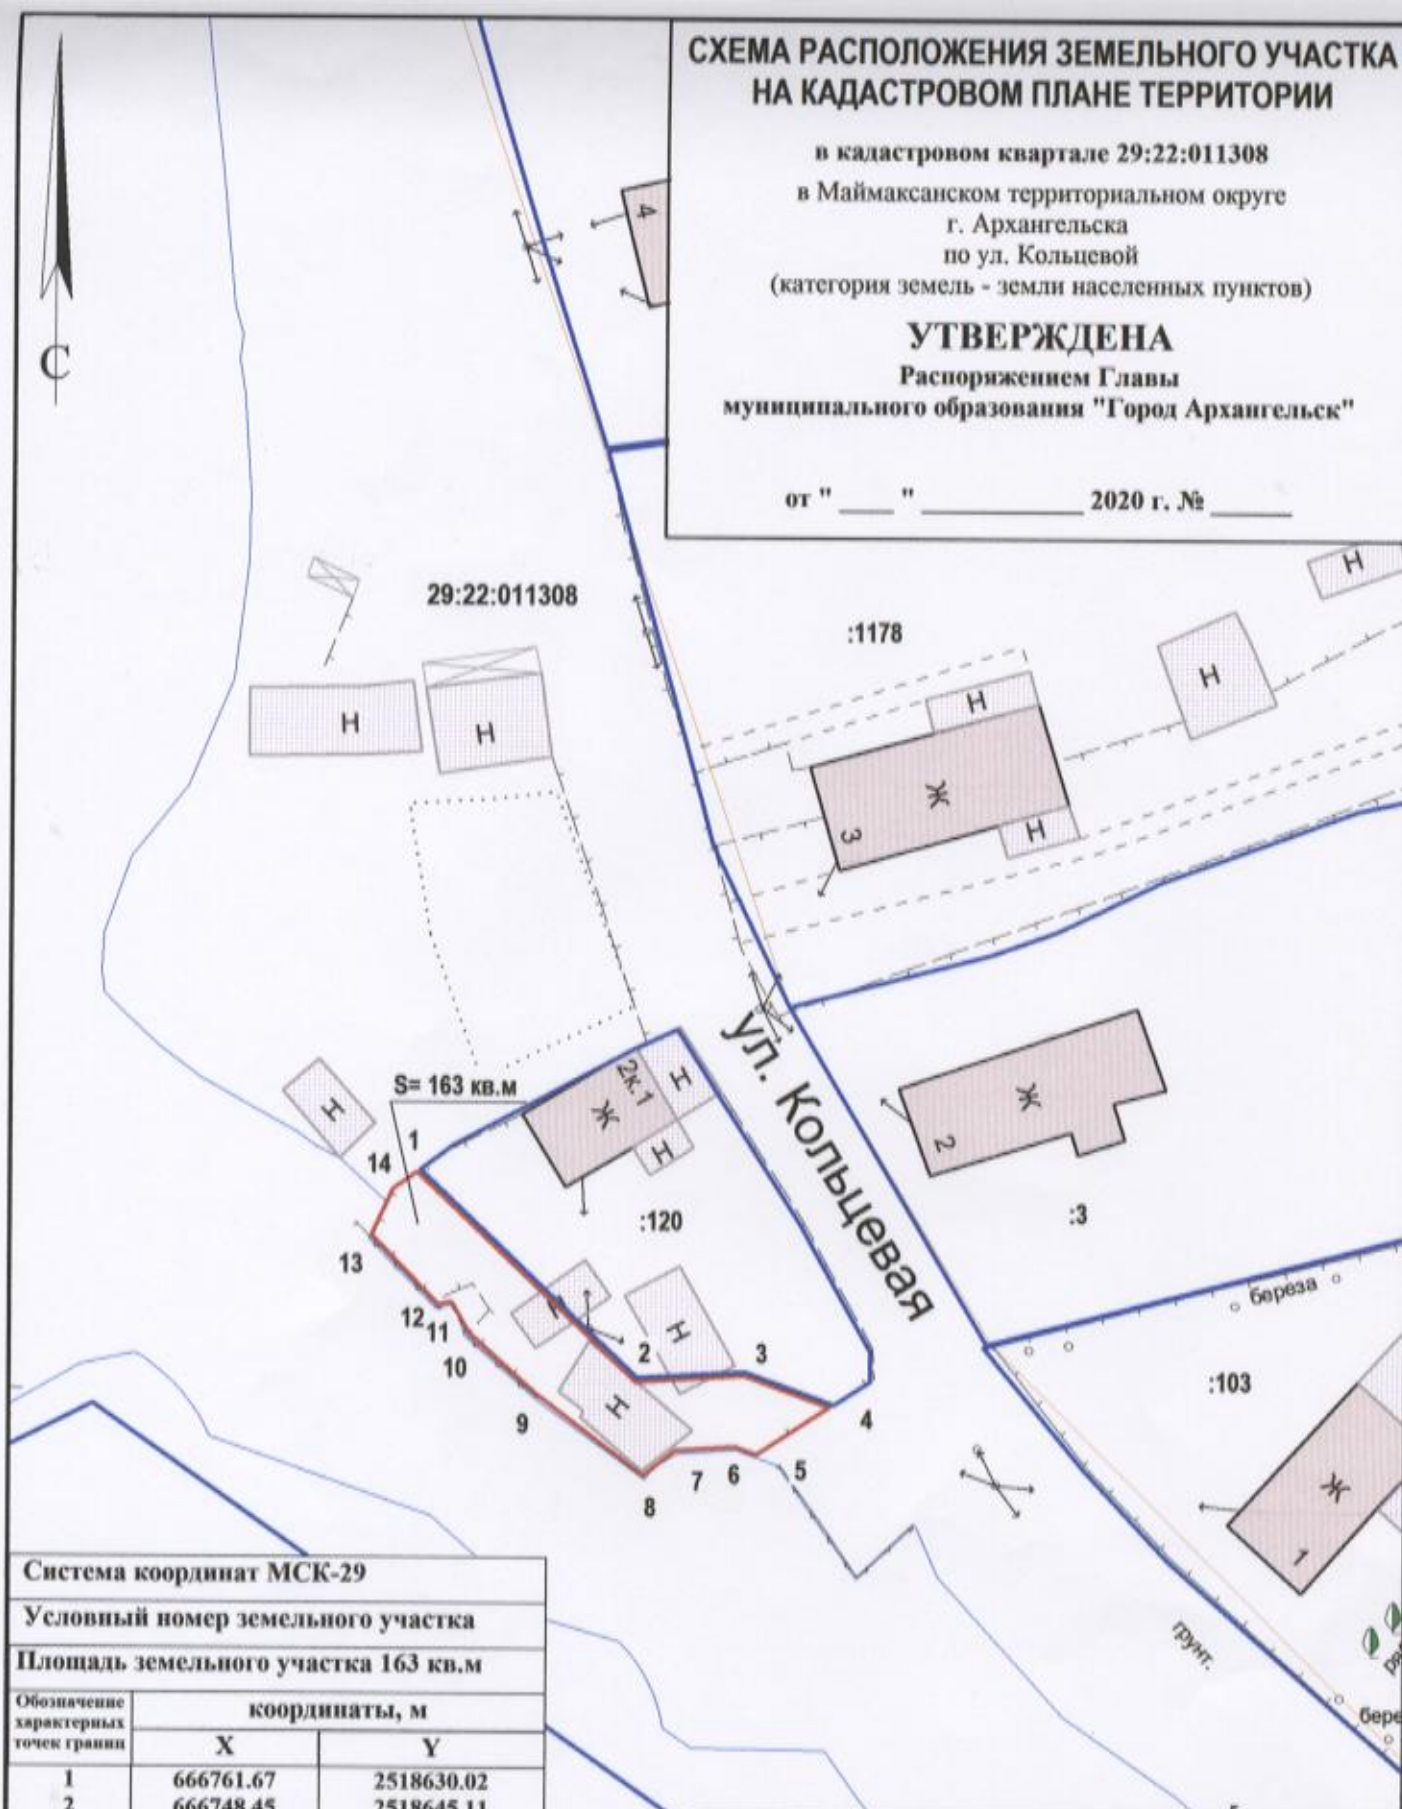 СХЕМА РАСПОЛОЖЕНИЯ ЗЕМЕЛЬНОГО УЧАСТКА
НА КАДАСТРОВОМ ПЛАНЕ ТЕРРИТОРИИ
в кадастровом квартале 29:22:011308
в Маймаксанском территориальном округе
г. Архангельска
по ул. Кольцевой
(категория земель - земли населенных пунктов)
УТВЕРЖДЕНА
Распоряжением Главы
муниципального образования "Город Архангельск"
от " ____ " ____________ 2020 г. № ______
С
4
29:22:011308
:1178
Н
Н
Н
Н
Н
Ж
3
Н
ул. Кольцевая
S= 163 кв.м
Н
2к.1
Ж
Н
Н
Ж
2
1
14
:120
:3
13
береза
12
11
Н
2
3
10
:103
9
Н
4
7
6
5
8
Ж
1
грунт.
бере
Система координат МСК-29
Условный номер земельного участка
Площадь земельного участка 163 кв.м
Обозначение характерных точек границ
координаты, м
X Y
1 666761.67 2518630.02
2 666748.45 2518645.11